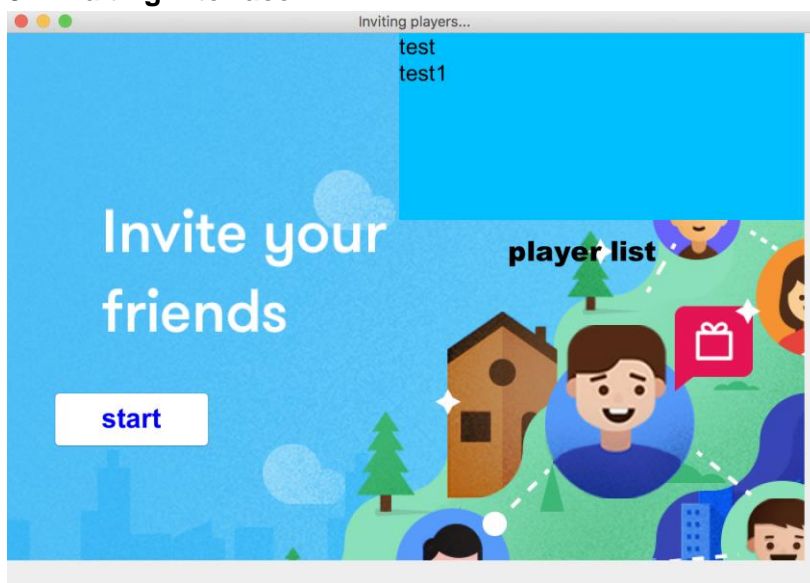 Inviting players...
test
test1
Invite your
friends
player list
start